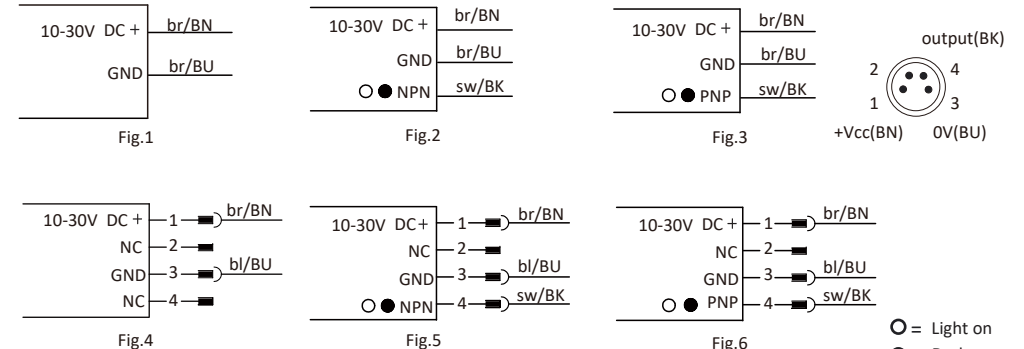 10-30V DC +
br/BN
GND
br/BU
Fig.1
10-30V DC +
br/BN
GND
br/BU
NPN
sw/BK
Fig.2
10-30V DC +
br/BN
GND
br/BU
PNP
sw/BK
Fig.3
output(BK)
2
4
1
3
+Vcc(BN)
0V(BU)
10-30V DC +
1
br/BN
NC
2
GND
3
bl/BU
NC
4
Fig.4
10-30V DC+
1
br/BN
NC
2
GND
3
bl/BU
NPN
4
sw/BK
Fig.5
10-30V DC +
1
br/BN
NC
2
GND
3
bl/BU
PNP
4
sw/BK
Fig.6
= Light on